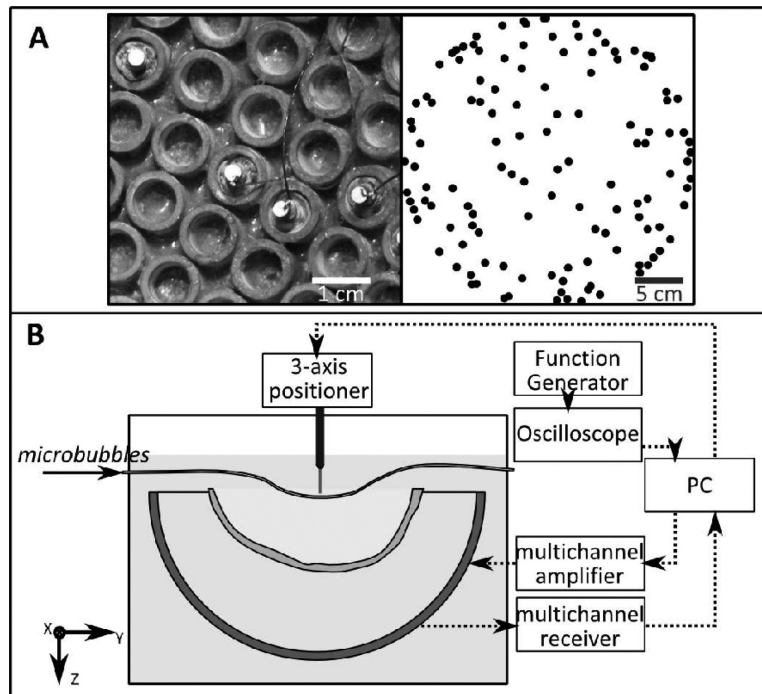 A
1 cm
5 cm
B
3-axis
positioner
Function
Generator
Oscilloscope
microbubbles
PC
multichannel
amplifier
multichannel
receiver
X
Y
Z